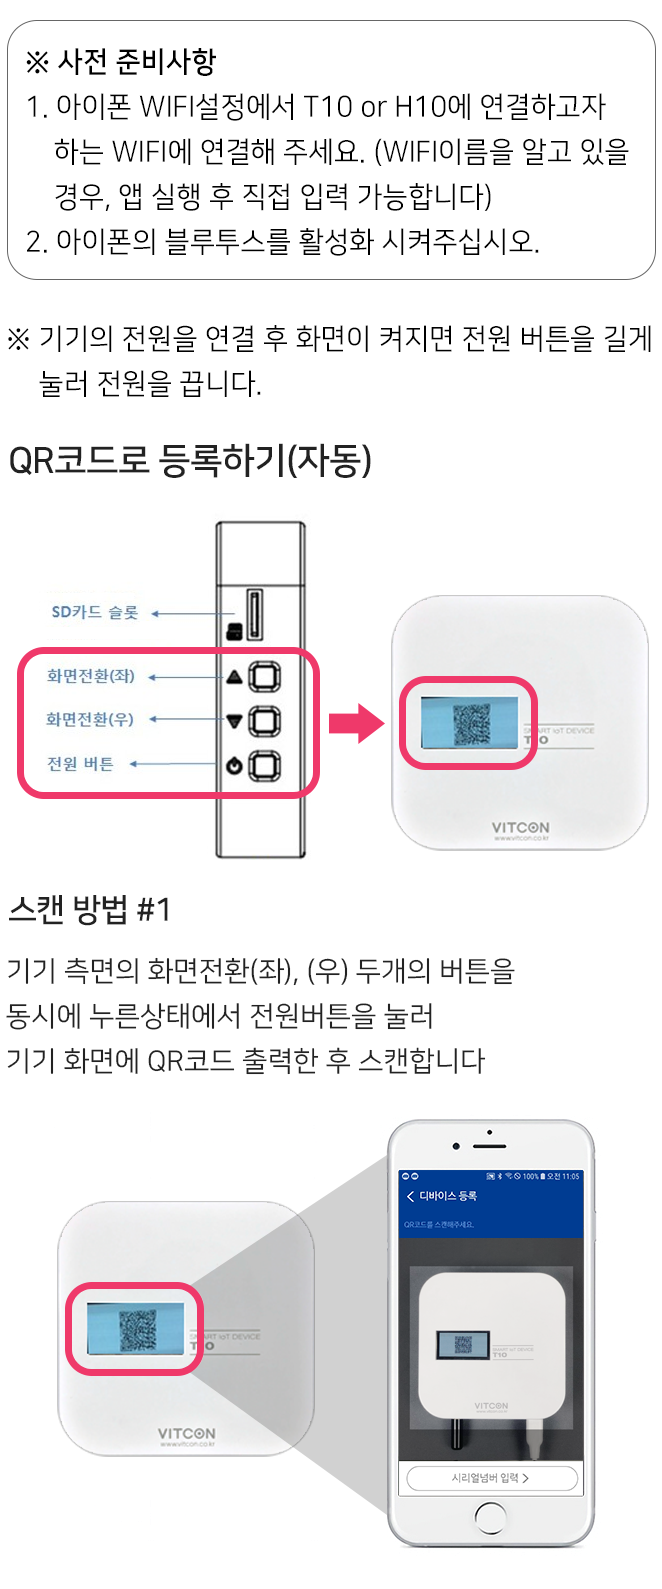 ※ 사전 준비사항
1. 아이폰 WIFI설정에서 T10 or H10에 연결하고자
하는 WIFI에 연결해 주세요. (WIFI이름을 알고 있을
경우, 앱 실행 후 직접 입력 가능합니다)
2. 아이폰의 블루투스를 활성화 시켜주십시오.
※ 기기의 전원을 연결 후 화면이 켜지면 전원 버튼을 길게
눌러 전원을 끕니다.
QR코드로 등록하기(자동)
SD카드 슬롯
화면전환(좌)
화면전환(우)
전원 버튼
SMART IoT DEVICE
T10
VITCON
www.vitcon.co.kr
스캔 방법 #1
기기 측면의 화면전환(좌), (우) 두개의 버튼을
동시에 누른상태에서 전원버튼을 눌러
기기 화면에 QR코드 출력한 후 스캔합니다
100% 오전 11:05
디바이스 등록
QR코드를 스캔해주세요.
SMART IoT DEVICE
T10
VITCON
www.vitcon.co.kr
SMART IoT DEVICE
T10
VITCON
www.vitcon.co.kr
시리얼넘버 입력 >